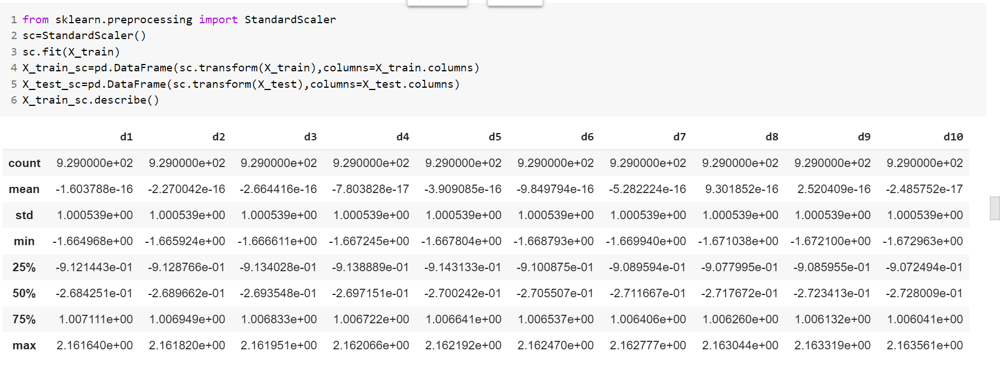 1 from sklearn.preprocessing import StandardScaler
2 sc=StandardScaler()
3 sc.fit(X_train)
4 X_train_sc=pd.DataFrame(sc.transform(X_train),columns=X_train.columns)
5 X_test_sc=pd.DataFrame(sc.transform(X_test),columns=X_test.columns)
6 X_train_sc.describe()
d1 d2 d3 d4 d5 d6 d7 d8 d9 d10
count 9.290000e+02 9.290000e+02 9.290000e+02 9.290000e+02 9.290000e+02 9.290000e+02 9.290000e+02 9.290000e+02 9.290000e+02 9.290000e+02
mean -1.603788e-16 -2.270042e-16 -2.664416e-16 -7.803828e-17 -3.909085e-16 -9.849794e-16 -5.282224e-16 9.301852e-16 2.520409e-16 -2.485752e-17
std 1.000539e+00 1.000539e+00 1.000539e+00 1.000539e+00 1.000539e+00 1.000539e+00 1.000539e+00 1.000539e+00 1.000539e+00 1.000539e+00
min -1.664968e+00 -1.665924e+00 -1.666611e+00 -1.667245e+00 -1.667804e+00 -1.668793e+00 -1.669940e+00 -1.671038e+00 -1.672100e+00 -1.672963e+00
25% -9.121443e-01 -9.128766e-01 -9.134028e-01 -9.138889e-01 -9.143133e-01 -9.100875e-01 -9.089594e-01 -9.077995e-01 -9.085955e-01 -9.072494e-01
50% -2.684251e-01 -2.689662e-01 -2.693548e-01 -2.697151e-01 -2.700242e-01 -2.705507e-01 -2.711667e-01 -2.717672e-01 -2.723413e-01 -2.728009e-01
75% 1.007111e+00 1.006949e+00 1.006833e+00 1.006722e+00 1.006641e+00 1.006537e+00 1.006406e+00 1.006260e+00 1.006132e+00 1.006041e+00
max 2.161640e+00 2.161820e+00 2.161951e+00 2.162066e+00 2.162192e+00 2.162470e+00 2.162777e+00 2.163044e+00 2.163319e+00 2.163561e+00